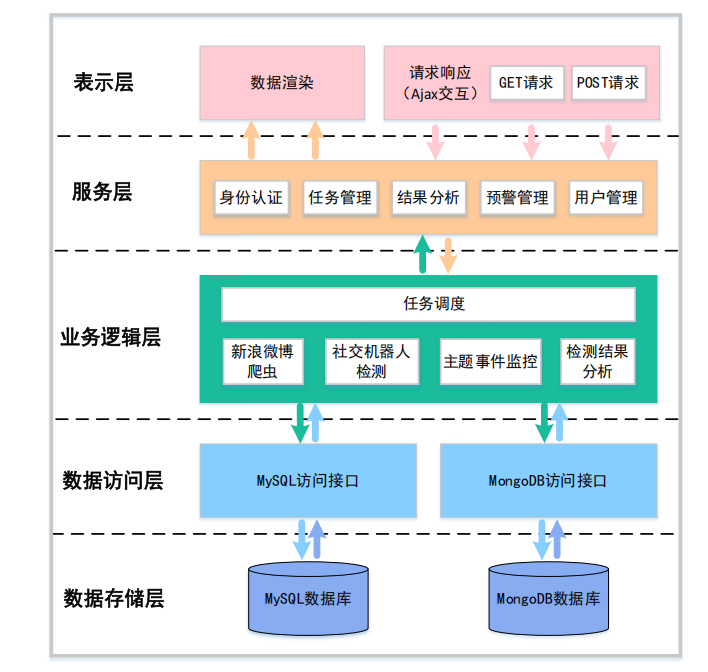 表示层
数据渲染
请求响应
（Ajax交互）
GET请求
POST请求
服务层
身份认证
任务管理
结果分析
预警管理
用户管理
业务逻辑层
任务调度
新浪微博
爬虫
社交机器人
检测
主题事件监控
检测结果
分析
数据访问层
MySQL访问接口
MongoDB访问接口
数据存储层
MySQL数据库
MongoDB数据库